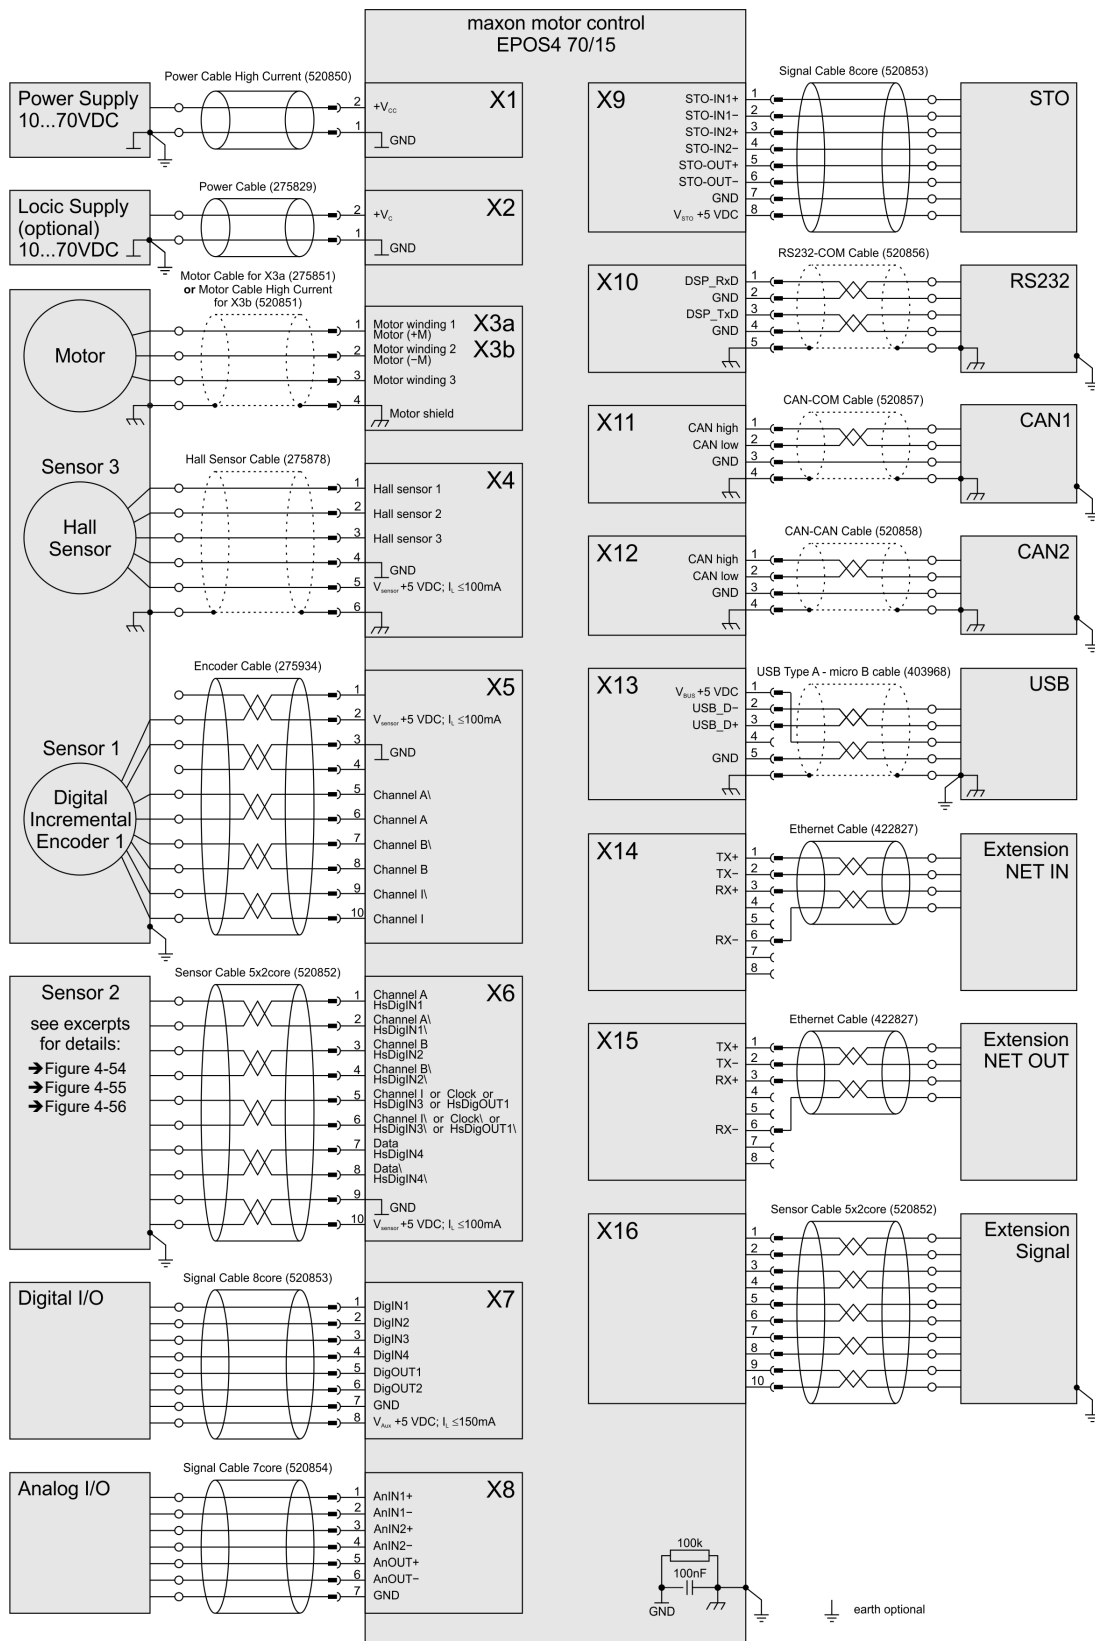 maxon motor control
EPOS4 70/15
Power Cable High Current (520850)
Power Supply
10...70VDC
2
1
+Vcc
GND
X1
Power Cable (275829)
Locic Supply
(optional)
10...70VDC
2
1
+Vc
GND
X2
Motor Cable for X3a (275851)
or Motor Cable High Current
for X3b (520851)
Motor
1
Motor winding 1
Motor (+M)
2
Motor winding 2
Motor (−M)
3
Motor winding 3
4
Motor shield
X3a
X3b
Sensor 3
Hall Sensor Cable (275878)
Hall
Sensor
1
Hall sensor 1
2
Hall sensor 2
3
Hall sensor 3
4
GND
5
Vsensor +5 VDC; IL ≤100mA
6
X4
Encoder Cable (275934)
Sensor 1
Digital
Incremental
Encoder 1
1
2
Vsensor +5 VDC; IL ≤100mA
3
GND
4
5
Channel A\
6
Channel A
7
Channel B\
8
Channel B
9
Channel I\
10
Channel I
X5
Sensor Cable 5x2core (520852)
Sensor 2
see excerpts
for details:
➔Figure 4-54
➔Figure 4-55
➔Figure 4-56
1
Channel A
HsDigIN1
2
Channel A\
HsDigIN1\
3
Channel B
HsDigIN2
4
Channel B\
HsDigIN2\
5
Channel I or Clock or
HsDigIN3 or HsDigOUT1
6
Channel I\ or Clock\ or
HsDigIN3\ or HsDigOUT1\
7
Data
HsDigIN4
8
Data\
HsDigIN4\
9
GND
10
Vsensor +5 VDC; IL ≤100mA
X6
Signal Cable 8core (520853)
Digital I/O
1
DigIN1
2
DigIN2
3
DigIN3
4
DigIN4
5
DigOUT1
6
DigOUT2
7
GND
8
VAux +5 VDC; IL ≤150mA
X7
Signal Cable 7core (520854)
Analog I/O
1
AnIN1+
2
AnIN1−
3
AnIN2+
4
AnIN2−
5
AnOUT+
6
AnOUT−
7
GND
X8
Signal Cable 8core (520853)
X9
STO-IN1+ 1
STO-IN1− 2
STO-IN2+ 3
STO-IN2− 4
STO-OUT+ 5
STO-OUT− 6
GND 7
VSTO +5 VDC 8
STO
RS232-COM Cable (520856)
X10
DSP_RxD 1
GND 2
DSP_TxD 3
GND 4
5
RS232
CAN-COM Cable (520857)
X11
CAN high 1
CAN low 2
GND 3
4
CAN1
CAN-CAN Cable (520858)
X12
CAN high 1
CAN low 2
GND 3
4
CAN2
USB Type A - micro B cable (403968)
X13
VBUS +5 VDC 1
USB_D− 2
USB_D+ 3
4
GND 5
USB
Ethernet Cable (422827)
X14
TX+ 1
TX− 2
RX+ 3
4
5
RX− 6
7
8
Extension
NET IN
Ethernet Cable (422827)
X15
TX+ 1
TX− 2
RX+ 3
4
5
RX− 6
7
8
Extension
NET OUT
Sensor Cable 5x2core (520852)
X16
1
2
3
4
5
6
7
8
9
10
Extension
Signal
100k
100nF
GND
earth optional